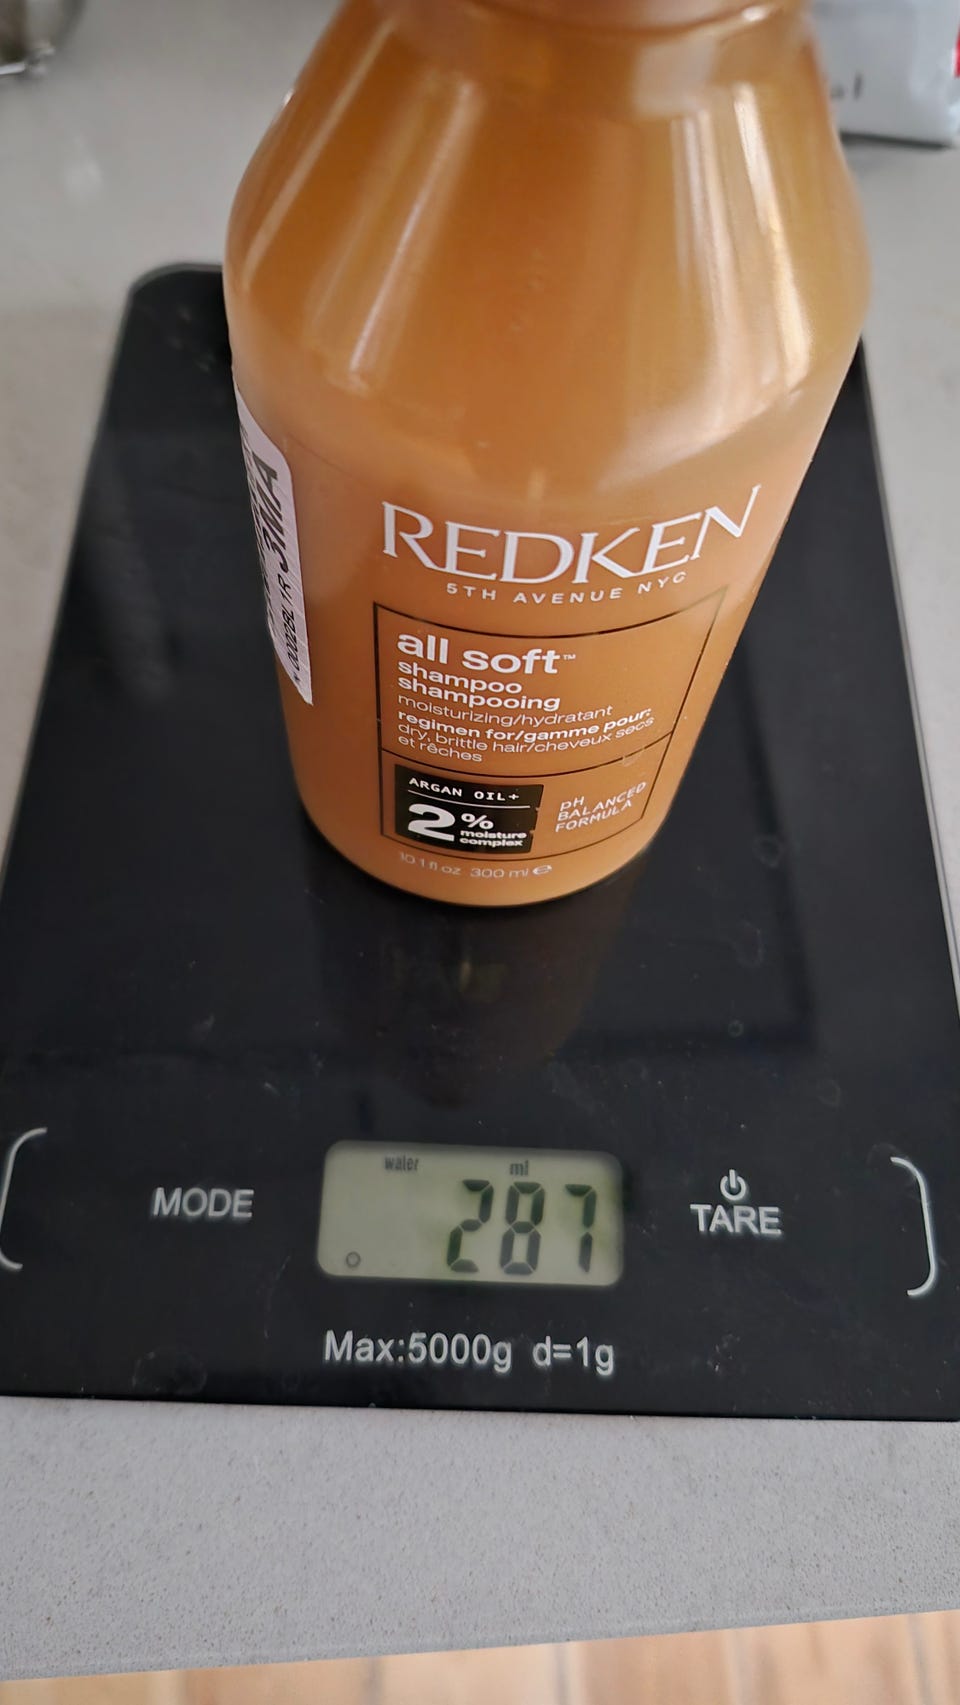 REDKEN
5TH AVENUE NYC
all soft™
shampoo
shampooing
moisturizing/hydratant
regimen for/gamme pour:
dry, brittle hair/cheveux secs
et rêches
ARGAN OIL+
2% moisture
complex
pH
BALANCED
FORMULA
10.1 fl oz 300 ml ℮
MODE
water ml
287
TARE
Max:5000g d=1g